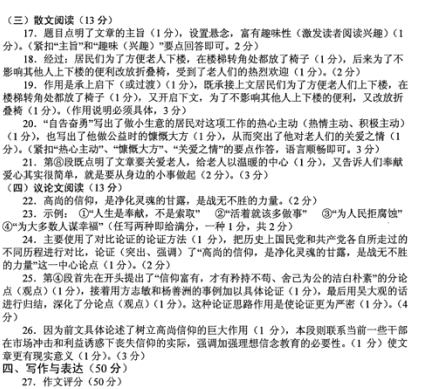 （三）散文阅读（13 分）
17．题目点明了文章的主旨（1 分），设置悬念，富有趣味性（激发读者阅读兴趣）（1
分）。（紧扣“主旨”和“趣味（兴趣）”要点回答即可。2 分）
18．经过：居民们为了方便老人下楼，在楼梯转角处都放了椅子（1 分），后来为了不
影响其他人上下楼的便利改放折叠椅，受到了老人们的热烈欢迎（1 分）。（2 分）
19．作用是承上启下（或过渡）（1 分），既承接上文居民们为了方便老人们上下楼，在
楼梯转角处都放了椅子（1 分），又开启下文，为了不影响其他人上下楼的便利，又改放折
叠椅（1 分）。（作用说明必须具体，3 分）
20．“自告奋勇”写出了做小生意的居民对这项工作的热心主动（热情主动、积极主动）
（1 分），也写出了他做公益时的慷慨大方（1 分），从而突出了他对老人们的关爱之情（1
分）。（紧扣“热心主动”、“慷慨大方”、“关爱之情”的要点作答，语言顺畅即可。3 分）
21．第⑧段既点明了文章要关爱老人，给老人以温暖的中心（1 分），又告诉人们奉献
爱心其实很简单，就是要从身边的小事做起（2 分）。（3 分）
（四）议论文阅读（13 分）
22．高尚的信仰，是净化灵魂的甘露，是战无不胜的力量。（2 分）
23．示例：①“人生是奉献，不是索取” ②“活着就该多做事” ③“为人民拒腐蚀”
④“为大多数人谋幸福”（任写两种即给满分，一种 1 分，共 2 分）
24．主要使用了对比论证的论证方法（1 分），把历史上国民党和共产党各自所走过的
不同历程进行对比，论证（突出、强调）了“高尚的信仰，是净化灵魂的甘露，是战无不胜
的力量”这一中心论点（1 分）。（2 分）
25．第④段首先在开头提出了“信仰富有，才有矜持不苟、舍己为公的洁白朴素”的分论
点（观点）（1 分），接着用方志敏和杨善洲的事例加以具体论证（1 分），最后用吴大观的话
进行归结，深化了分论点（观点）（1 分）。这种论证思路作用是使论证更为严密（1 分）。（4
分）
26．因为前文具体论述了树立高尚信仰的巨大作用（1 分），本段则联系当前一些干部
在市场冲击和利益诱惑下丧失信仰的实际，强调加强理想信念教育的必要性。（1 分）使文
章更有现实意义（1 分）。（3 分）
四、写作与表达（50 分）
27．作文评分（50 分）